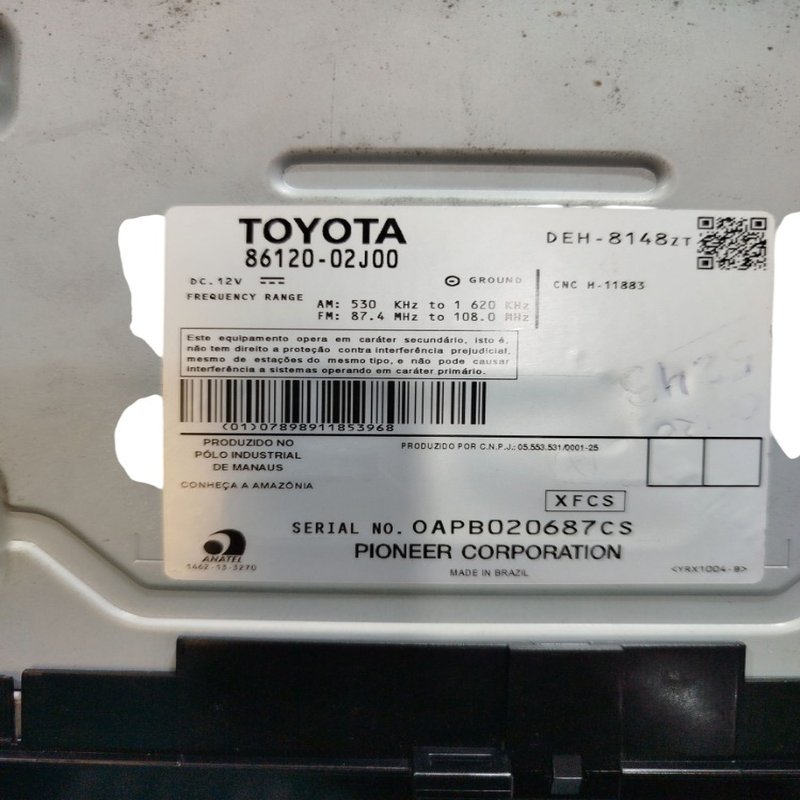 TOYOTA
86120-02J00
DEH-8148ZT
DC.12V
GROUND
CNC H-11883
FREQUENCY RANGE
AM: 530 KHz to 1 620 KHz
FM: 87.4 MHz to 108.0 MHz
Este equipamento opera em caráter secundário, isto é,
não tem direito a proteção contra interferência prejudicial,
mesmo de estações do mesmo tipo, e não pode causar
interferência a sistemas operando em caráter primário.
(01)07898911853968
PRODUZIDO NO
PÓLO INDUSTRIAL
DE MANAUS
CONHEÇA A AMAZÔNIA
PRODUZIDO POR C.N.P.J.: 05.553.531/0001-25
XFCS
SERIAL NO. OAPB020687CS
PIONEER CORPORATION
MADE IN BRAZIL
ANATEL
1462-13-3270
<YRX1004-B>